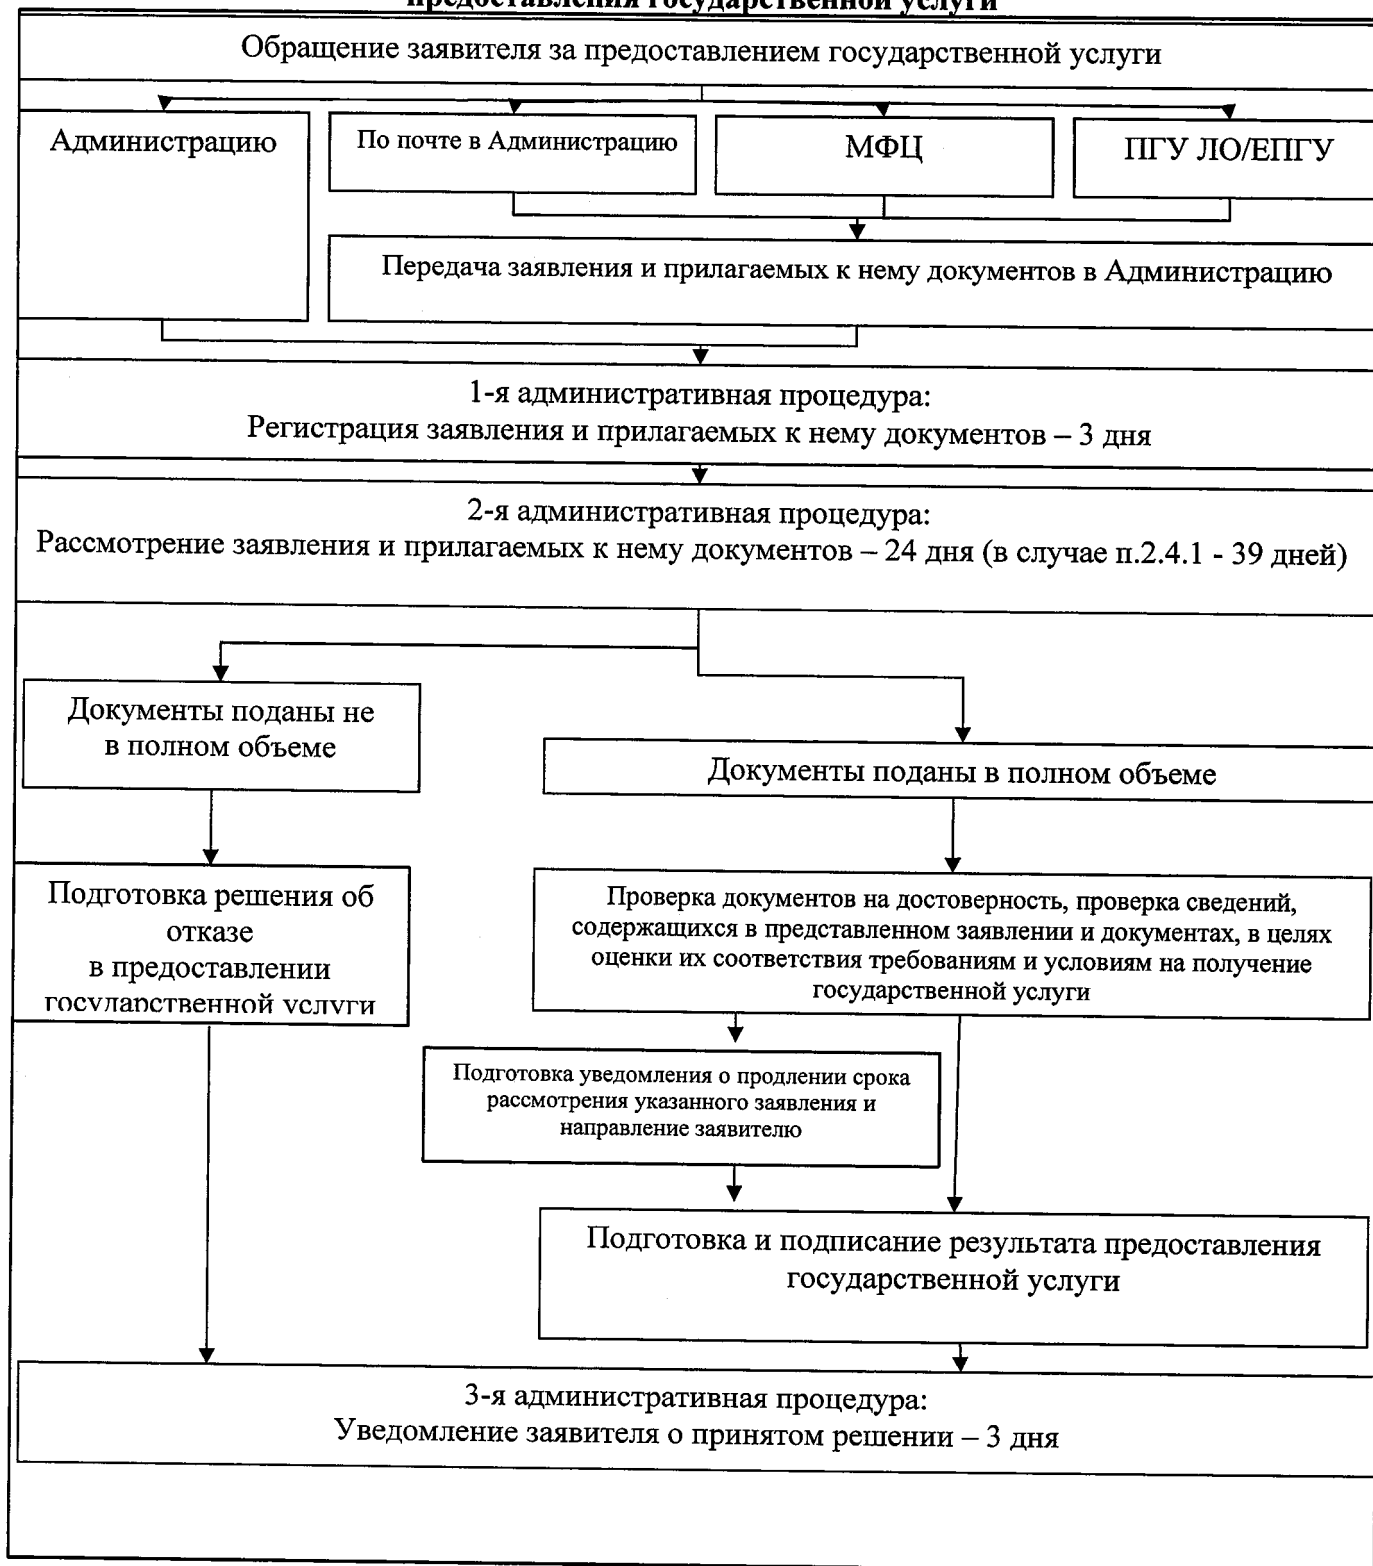 предоставления государственной услуги
Обращение заявителя за предоставлением государственной услуги
Администрацию
По почте в Администрацию
МФЦ
ПГУ ЛО/ЕПГУ
Передача заявления и прилагаемых к нему документов в Администрацию
1-я административная процедура:
Регистрация заявления и прилагаемых к нему документов – 3 дня
2-я административная процедура:
Рассмотрение заявления и прилагаемых к нему документов – 24 дня (в случае п.2.4.1 - 39 дней)
Документы поданы не
в полном объеме
Документы поданы в полном объеме
Подготовка решения об
отказе
в предоставлении
государственной услуги
Проверка документов на достоверность, проверка сведений,
содержащихся в представленном заявлении и документах, в целях
оценки их соответствия требованиям и условиям на получение
государственной услуги
Подготовка уведомления о продлении срока
рассмотрения указанного заявления и
направление заявителю
Подготовка и подписание результата предоставления
государственной услуги
3-я административная процедура:
Уведомление заявителя о принятом решении – 3 дня